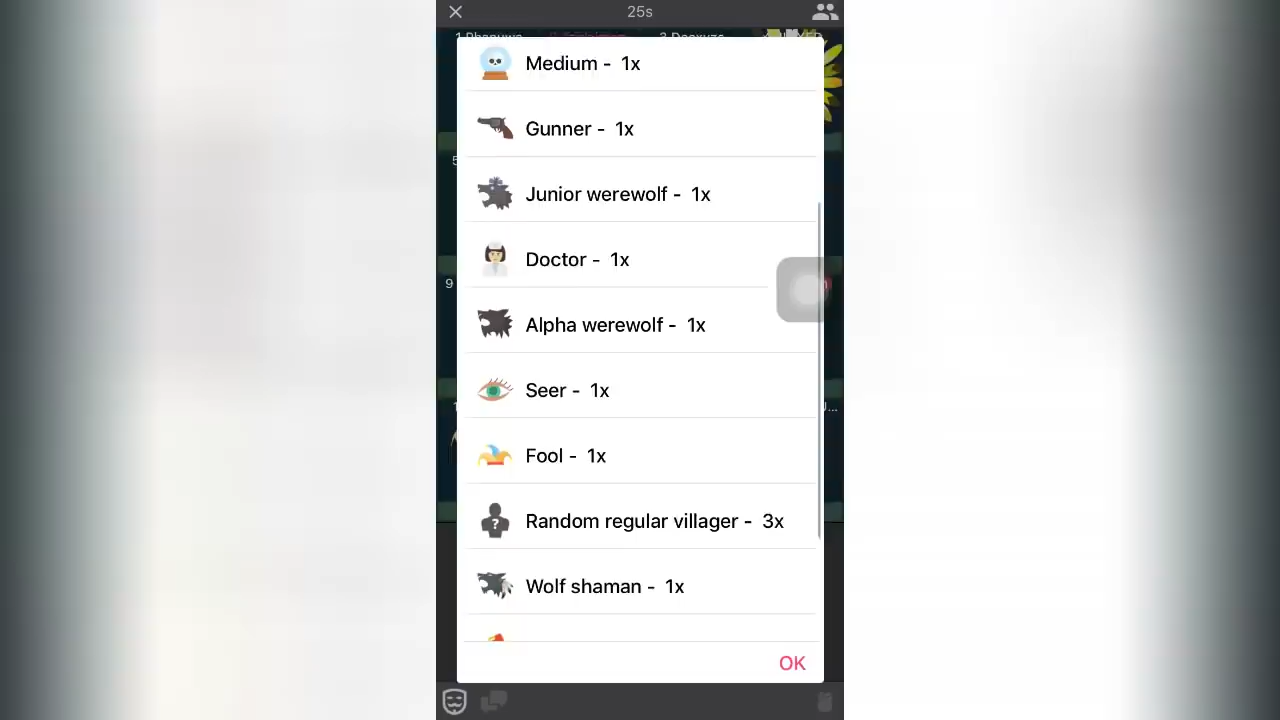 25s
Medium - 1x
Gunner - 1x
Junior werewolf - 1x
Doctor - 1x
Alpha werewolf - 1x
Seer - 1x
Fool - 1x
?
Random regular villager - 3x
Wolf shaman - 1x
OK
9